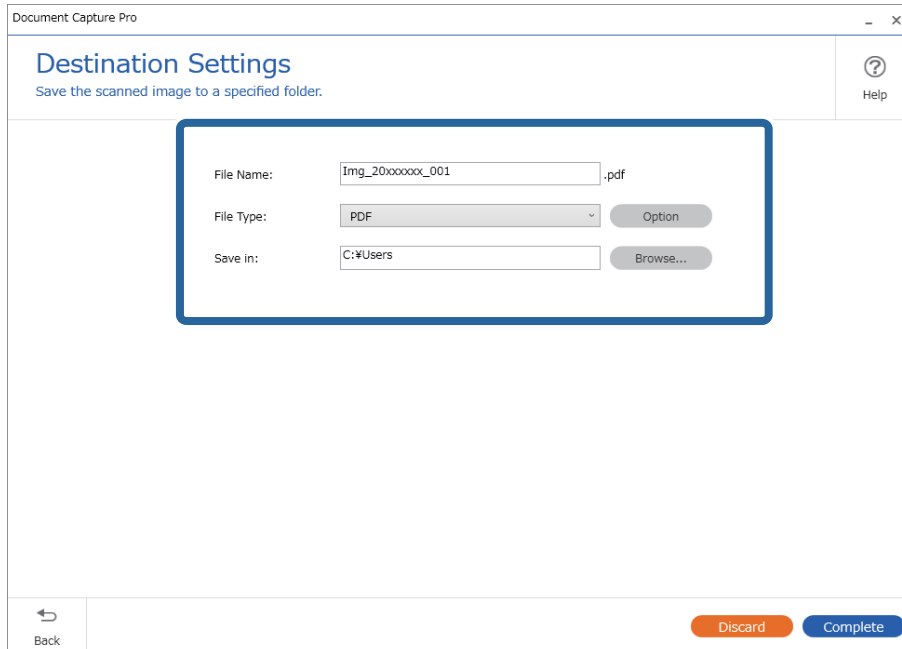 Document Capture Pro
Destination Settings
Save the scanned image to a specified folder.
Help
File Name: Img_20xxxxxx_001 .pdf
File Type: PDF Option
Save in: C:¥Users Browse...
Back
Discard Complete